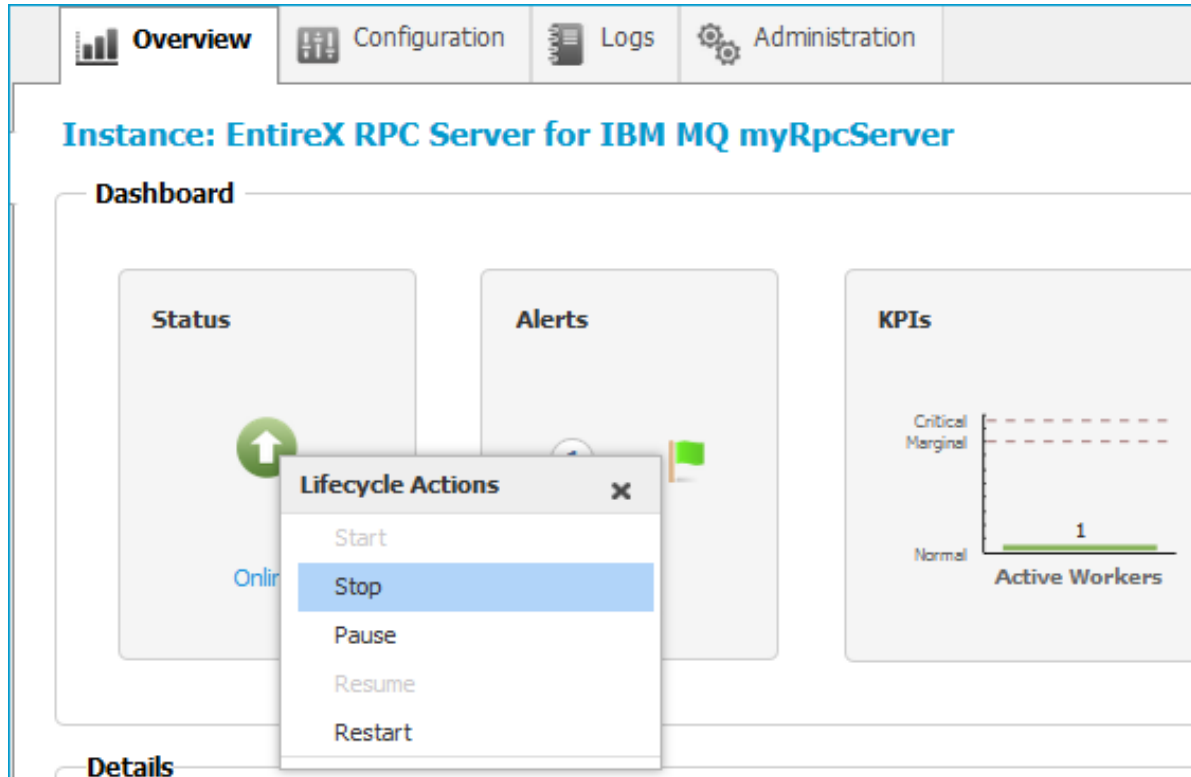 Overview Configuration Logs Administration
Instance: EntireX RPC Server for IBM MQ myRpcServer
Dashboard
Status
Alerts
KPIs
Critical
Marginal
1
Normal
Active Workers
Lifecycle Actions
Start
Stop
Pause
Resume
Restart
Details